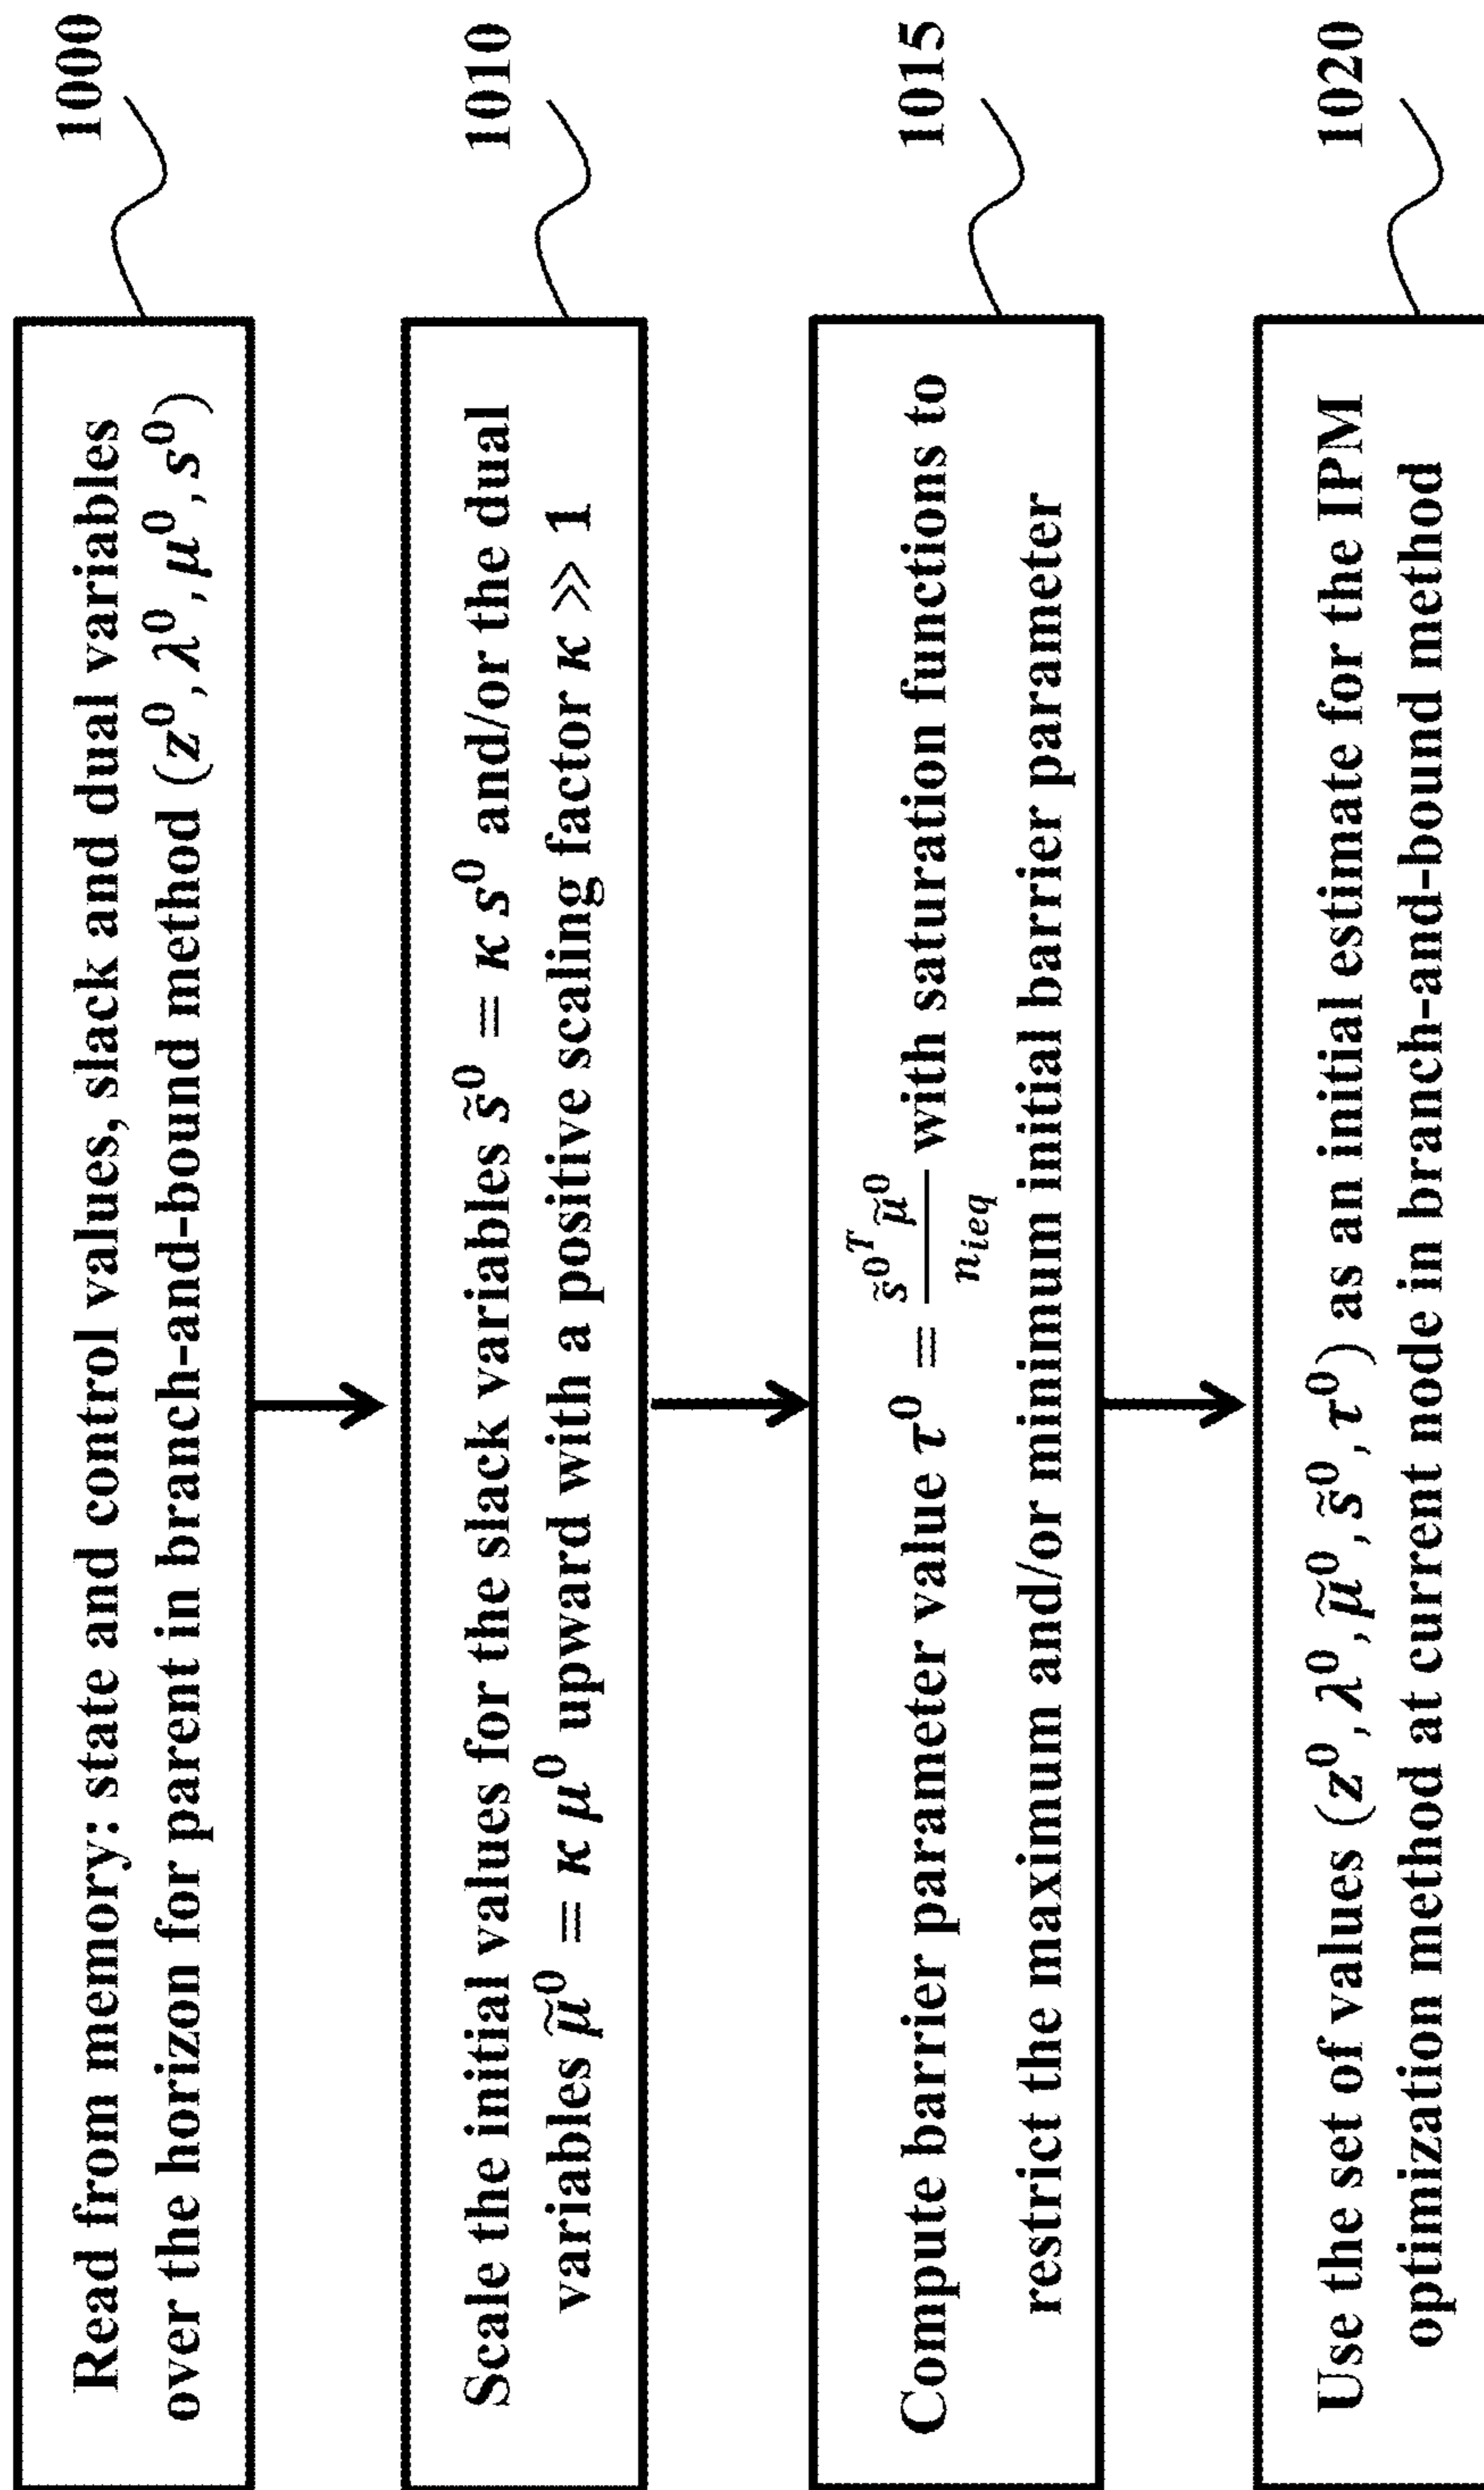 Read from memory: state and control values, slack and dual variables
over the horizon for parent in branch-and-bound method (z⁰, λ⁰, μ⁰, s⁰)
1000
Scale the initial values for the slack variables s̃⁰ = κ s⁰ and/or the dual
variables μ̃⁰ = κ μ⁰ upward with a positive scaling factor κ ≫ 1
1010
Compute barrier parameter value τ⁰ = s̃⁰ᵀ μ̃⁰ / n_ieq with saturation functions to
restrict the maximum and/or minimum initial barrier parameter
1015
Use the set of values (z⁰, λ⁰, μ̃⁰, s̃⁰, τ⁰) as an initial estimate for the IPM
optimization method at current node in branch-and-bound method
1020